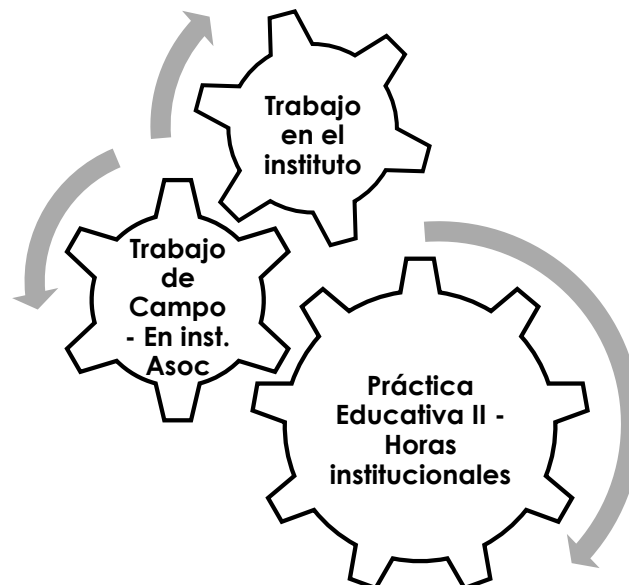 Trabajo
en el
instituto
Trabajo
de
Campo
- En inst.
Asoc
Práctica
Educativa II -
Horas
institucionales